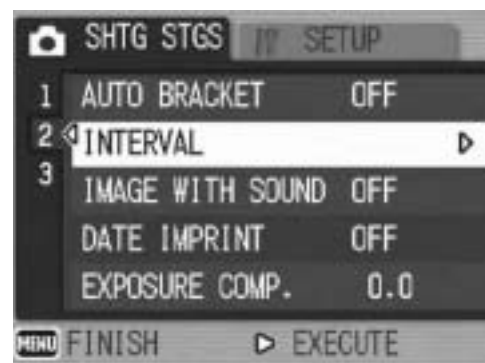 SHTG STGS SETUP
1 AUTO BRACKET OFF
2 INTERVAL
3 IMAGE WITH SOUND OFF
DATE IMPRINT OFF
EXPOSURE COMP. 0.0
MENU FINISH EXECUTE